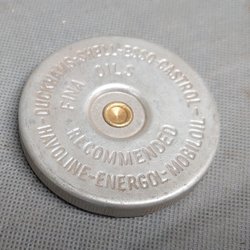 DUCKHAMS-SHELL-ESSO-CASTROL-
FINA OILS
RECOMMENDED
-HAVOLINE-ENERGOL-MOBILOIL-